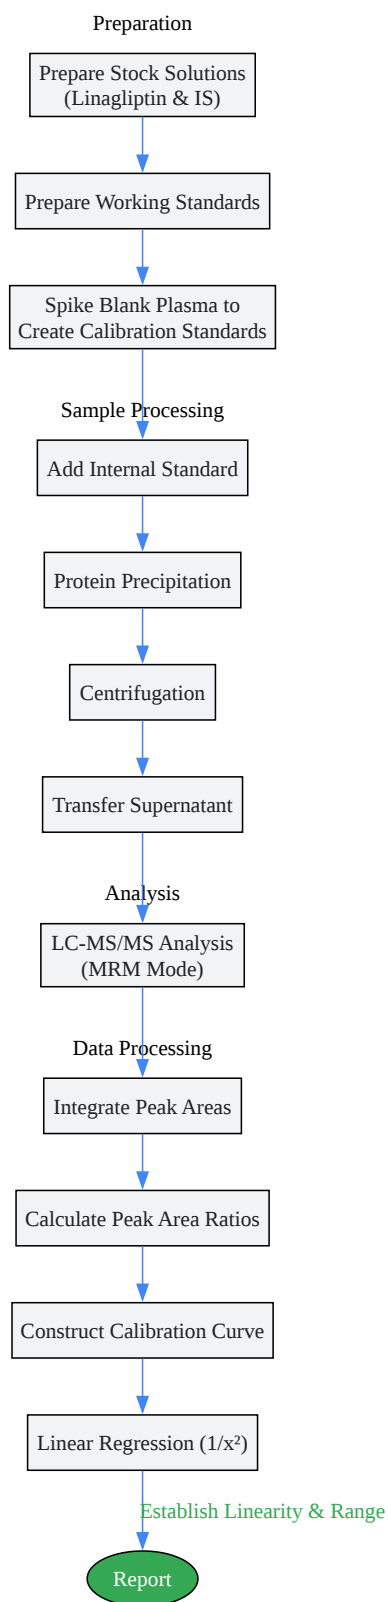 Preparation
Prepare Stock Solutions
(Linagliptin & IS)
Prepare Working Standards
Spike Blank Plasma to
Create Calibration Standards
Sample Processing
Add Internal Standard
Protein Precipitation
Centrifugation
Transfer Supernatant
Analysis
LC-MS/MS Analysis
(MRM Mode)
Data Processing
Integrate Peak Areas
Calculate Peak Area Ratios
Construct Calibration Curve
Linear Regression (1/x²)
Establish Linearity & Range
Report